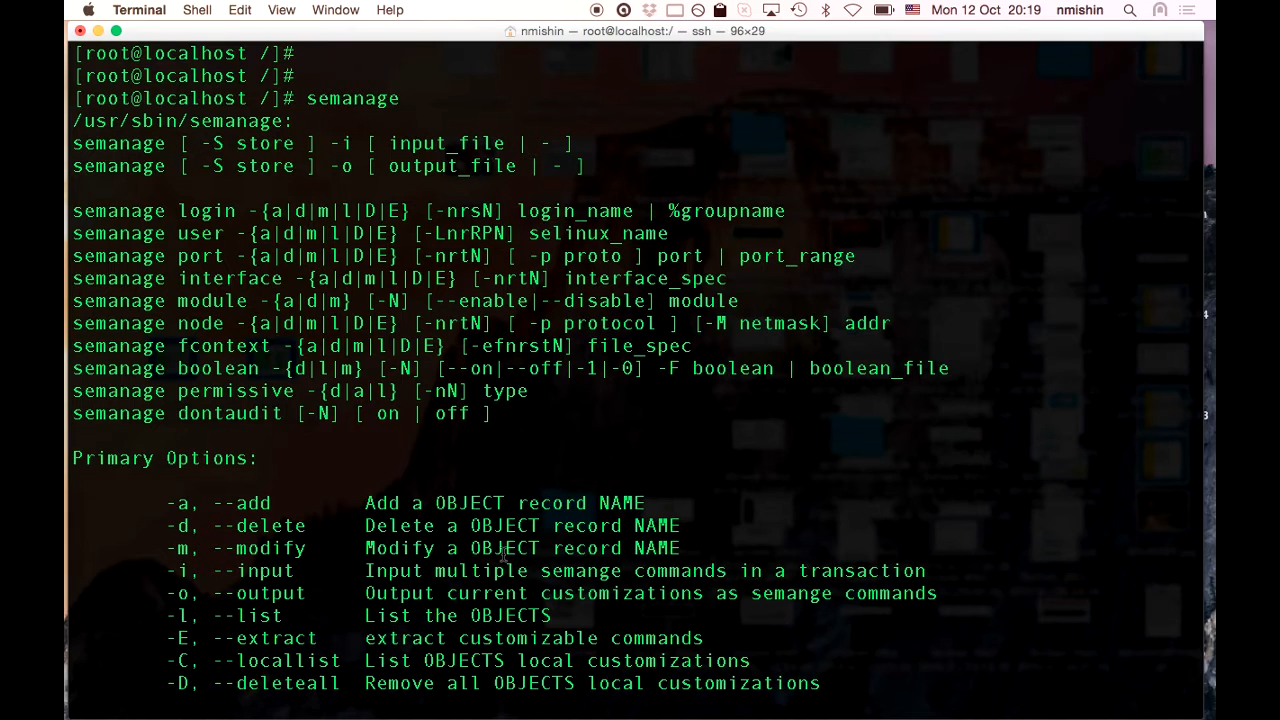 Terminal Shell Edit View Window Help Mon 12 Oct 20:19 nmishin
nmishin — root@localhost:/ — ssh — 96×29
[root@localhost /]#
[root@localhost /]#
[root@localhost /]# semanage
/usr/sbin/semanage:
semanage [ -S store ] -i [ input_file | - ]
semanage [ -S store ] -o [ output_file | - ]
semanage login -{a|d|m|l|D|E} [-nrsN] login_name | %groupname
semanage user -{a|d|m|l|D|E} [-LnrRPN] selinux_name
semanage port -{a|d|m|l|D|E} [-nrtN] [ -p proto ] port | port_range
semanage interface -{a|d|m|l|D|E} [-nrtN] interface_spec
semanage module -{a|d|m} [-N] [--enable|--disable] module
semanage node -{a|d|m|l|D|E} [-nrtN] [ -p protocol ] [-M netmask] addr
semanage fcontext -{a|d|m|l|D|E} [-efnrstN] file_spec
semanage boolean -{d|l|m} [-N] [--on|--off|-1|-0] -F boolean | boolean_file
semanage permissive -{d|a|l} [-nN] type
semanage dontaudit [-N] [ on | off ]
Primary Options:
-a, --add Add a OBJECT record NAME
-d, --delete Delete a OBJECT record NAME
-m, --modify Modify a OBJECT record NAME
-i, --input Input multiple semange commands in a transaction
-o, --output Output current customizations as semange commands
-l, --list List the OBJECTS
-E, --extract extract customizable commands
-C, --locallist List OBJECTS local customizations
-D, --deleteall Remove all OBJECTS local customizations